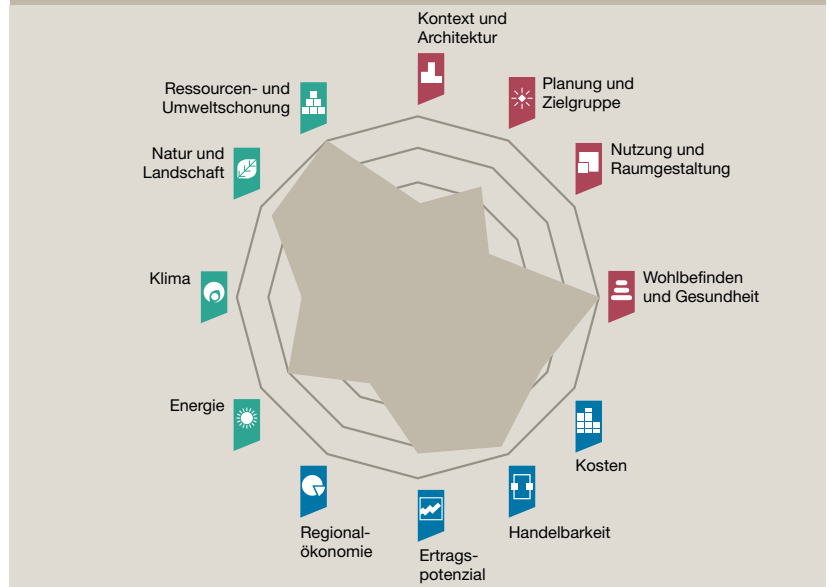 Kontext und
Architektur
Planung und
Zielgruppe
Nutzung und
Raumgestaltung
Wohlbefinden
und Gesundheit
Kosten
Handelbarkeit
Ertrags-
potenzial
Regional-
ökonomie
Energie
Klima
Natur und
Landschaft
Ressourcen- und
Umweltschonung